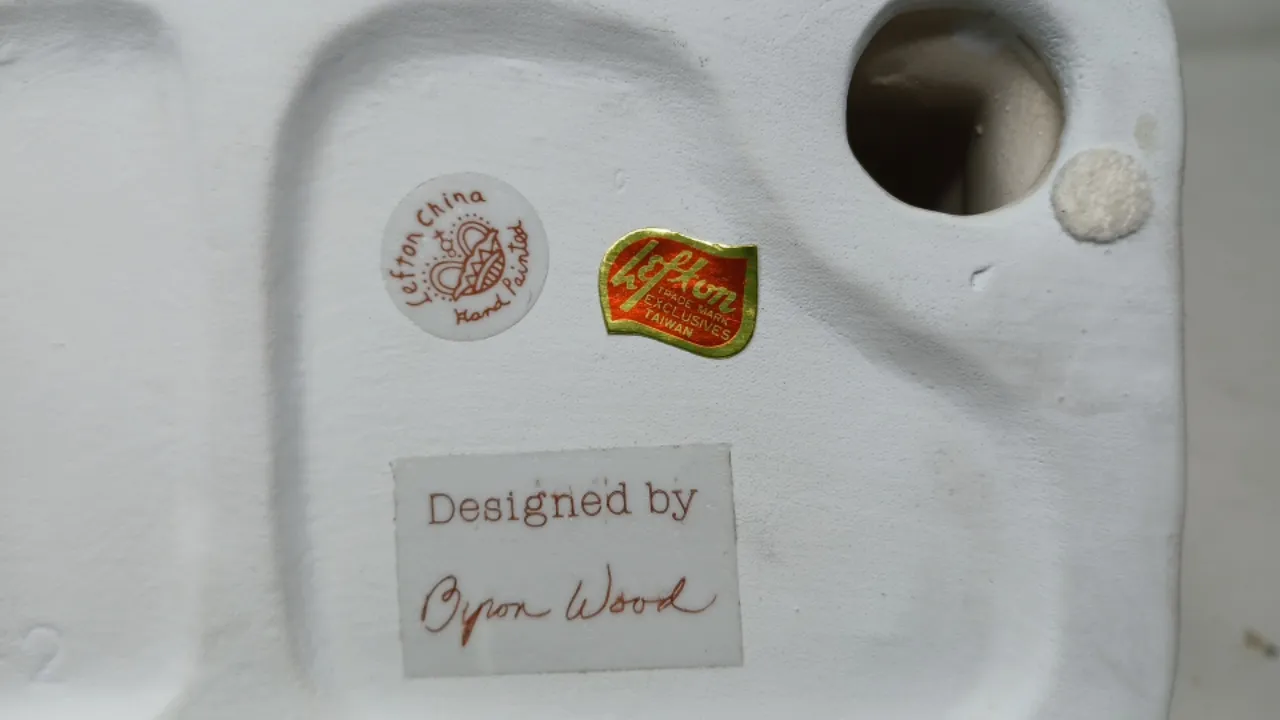 Lefton China
Hand Painted
Lefton
TRADE MARK
EXCLUSIVES
TAIWAN
Designed by
Byron Wood